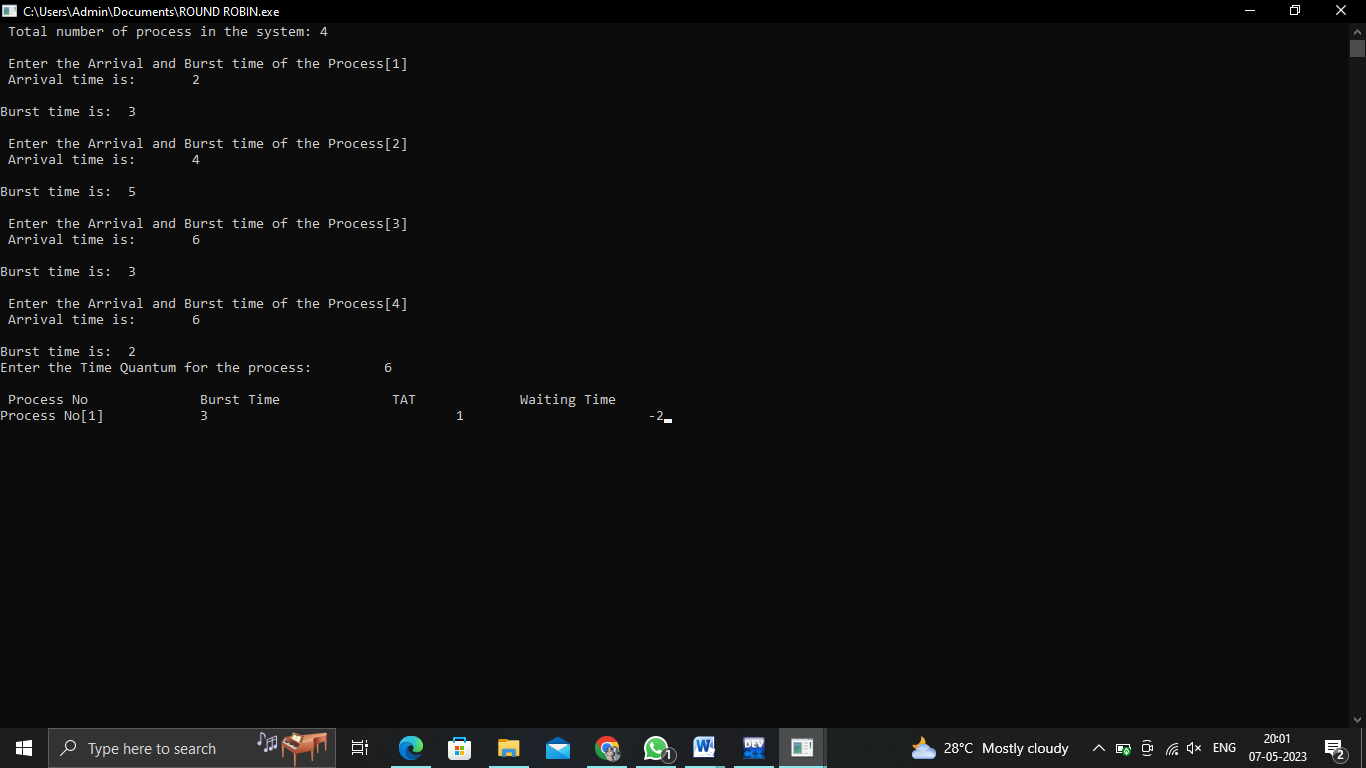 C:\Users\Admin\Documents\ROUND ROBIN.exe
Total number of process in the system: 4
Enter the Arrival and Burst time of the Process[1]
Arrival time is: 2
Burst time is: 3
Enter the Arrival and Burst time of the Process[2]
Arrival time is: 4
Burst time is: 5
Enter the Arrival and Burst time of the Process[3]
Arrival time is: 6
Burst time is: 3
Enter the Arrival and Burst time of the Process[4]
Arrival time is: 6
Burst time is: 2
Enter the Time Quantum for the process: 6
Process No Burst Time TAT Waiting Time
Process No[1] 3 1 -2
Type here to search
1
W
DEV
28°C Mostly cloudy
ENG
20:01
07-05-2023
2